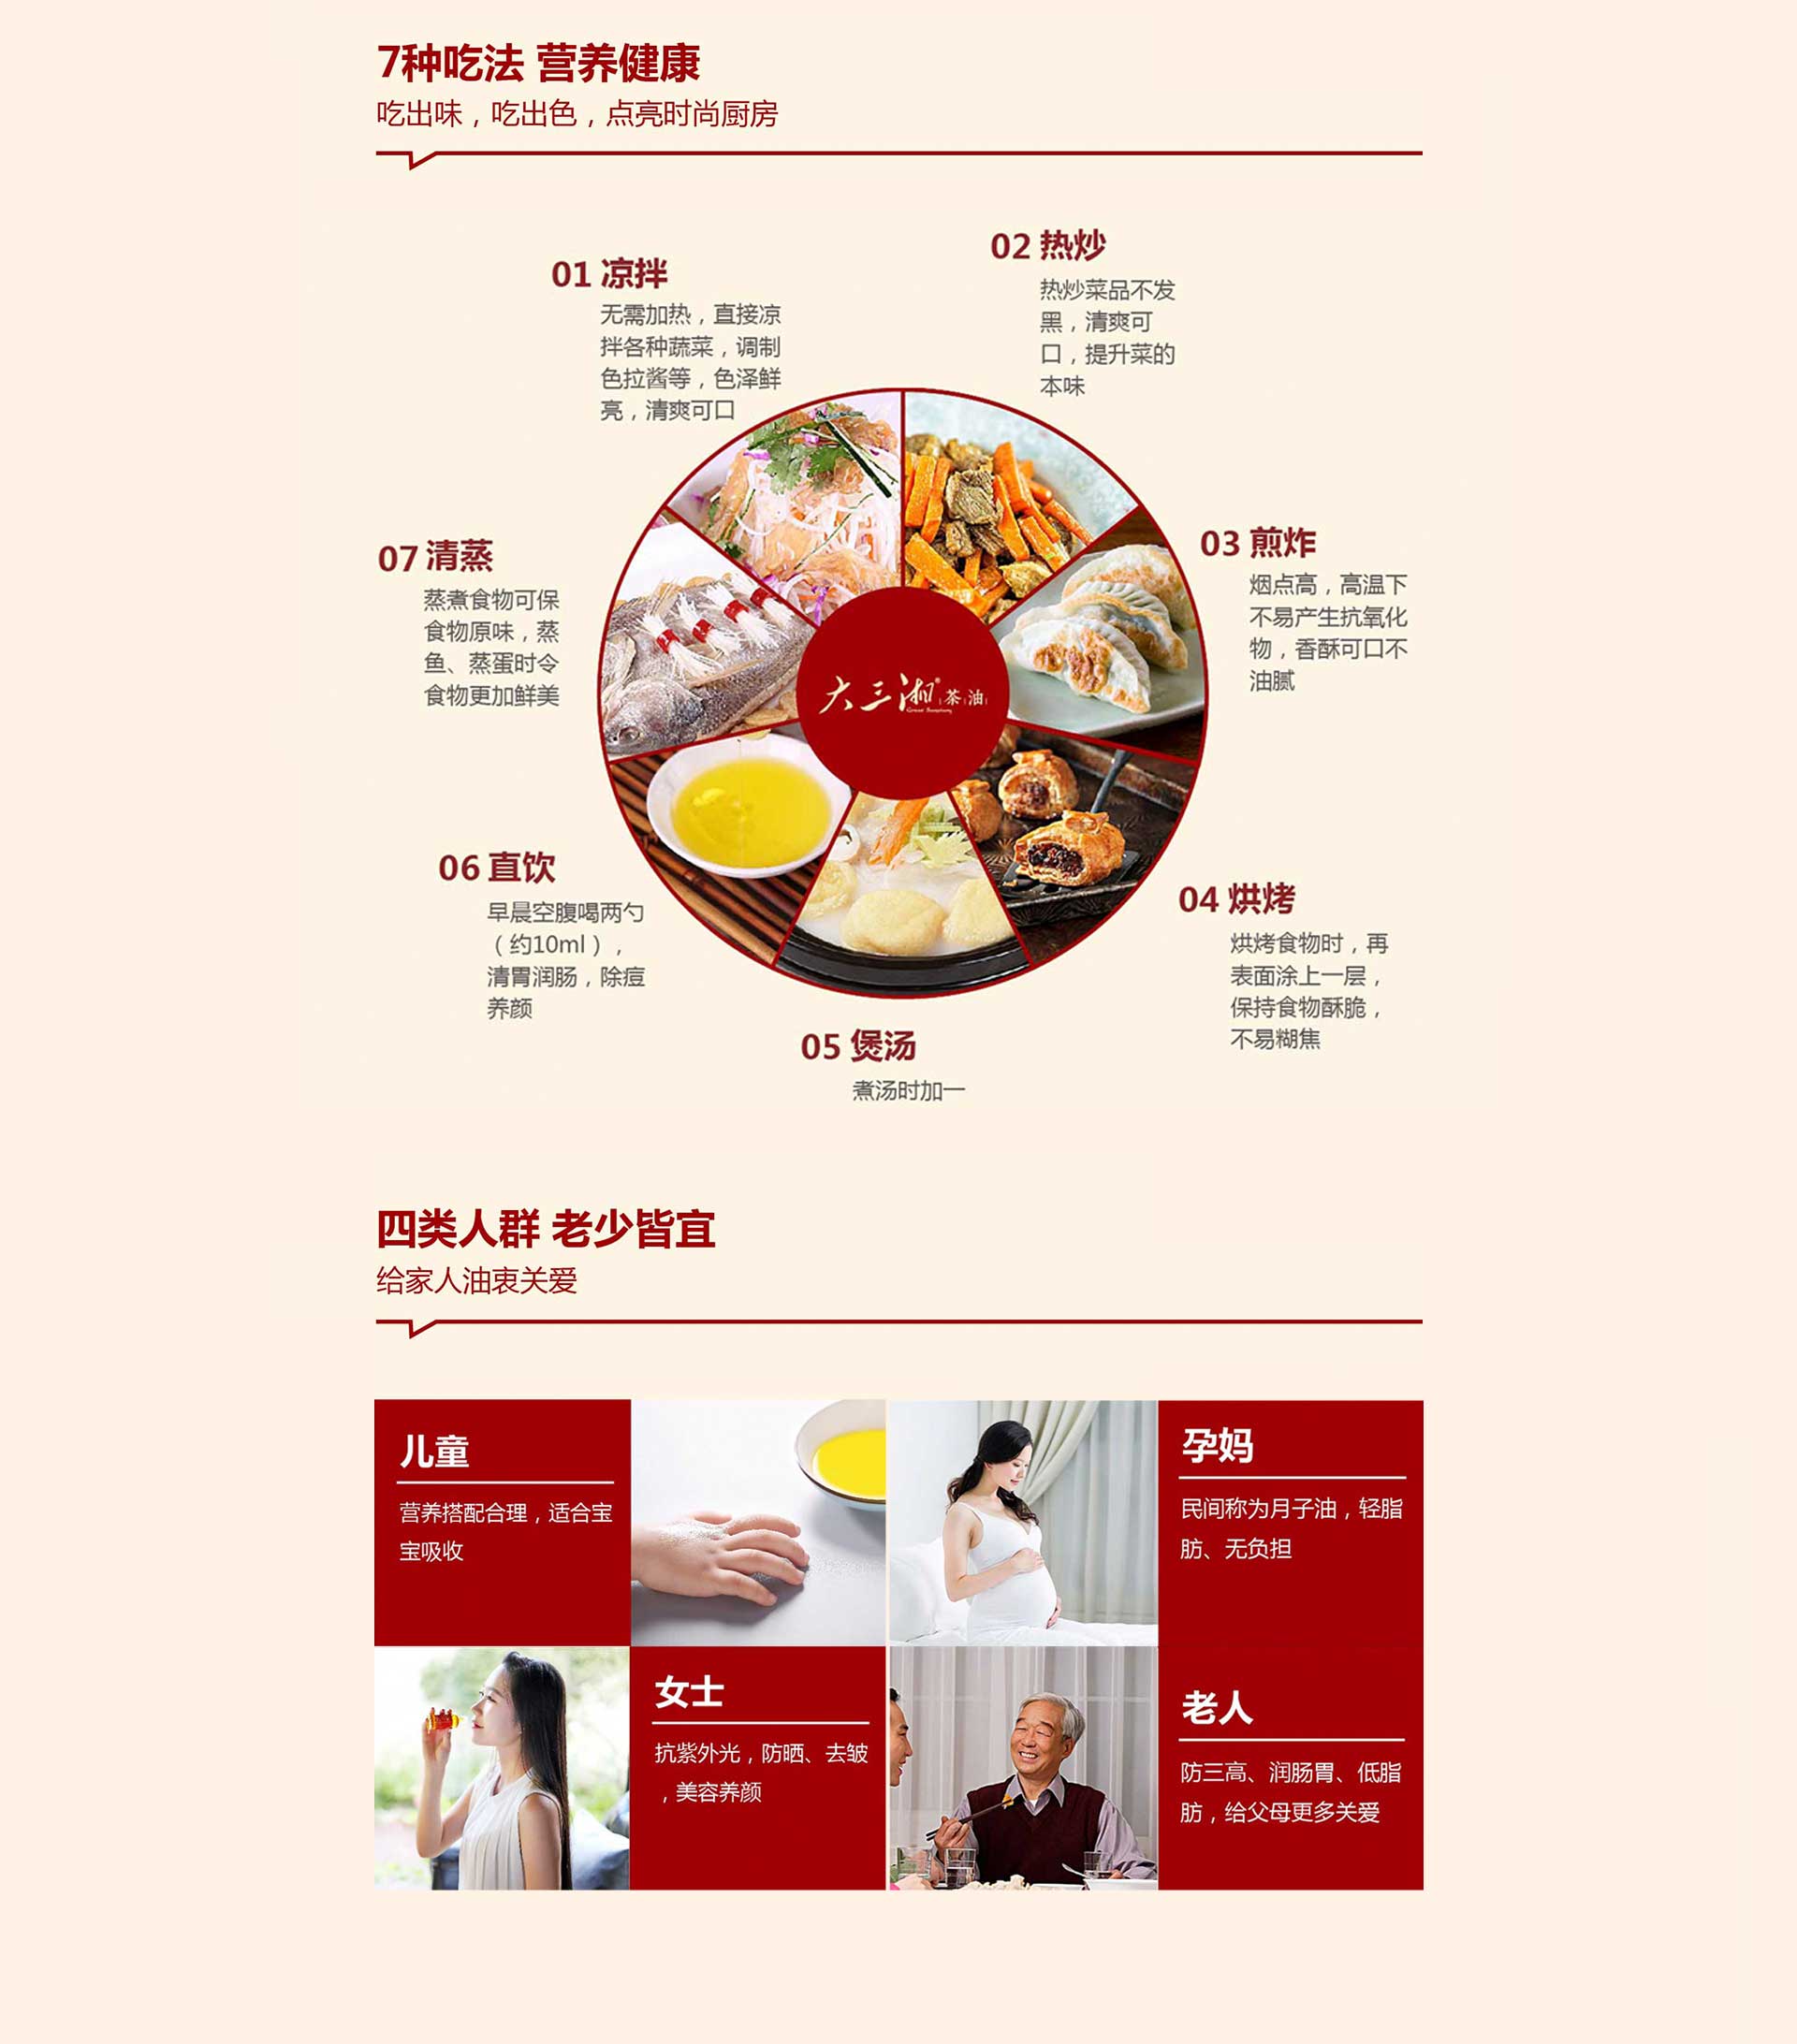 7种吃法 营养健康
吃出味，吃出色，点亮时尚厨房
01 凉拌
无需加热，直接凉
拌各种蔬菜，调制
色拉酱等，色泽鲜
亮，清爽可口
02 热炒
热炒菜品不发
黑，清爽可
口，提升菜的
本味
03 煎炸
烟点高，高温下
不易产生抗氧化
物，香酥可口不
油腻
04 烘烤
烘烤食物时，再
表面涂上一层，
保持食物酥脆，
不易糊焦
05 煲汤
煮汤时加一
06 直饮
早晨空腹喝两勺
（约10ml），
清胃润肠，除痘
养颜
07 清蒸
蒸煮食物可保
食物原味，蒸
鱼、蒸蛋时令
食物更加鲜美
大三湘® 茶油
四类人群 老少皆宜
给家人油衷关爱
儿童
营养搭配合理，适合宝
宝吸收
孕妈
民间称为月子油，轻脂
肪、无负担
女士
抗紫外光，防晒、去皱
，美容养颜
老人
防三高、润肠胃、低脂
肪，给父母更多关爱